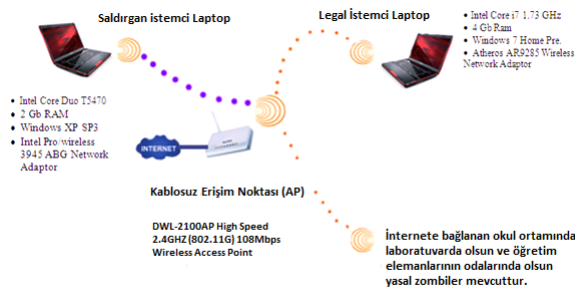 Saldırgan istemci Laptop
Legal İstemci Laptop
• Intel Core i7 1.73 GHz
• 4 Gb Ram
• Windows 7 Home Pre.
• Atheros AR9285 Wireless
Network Adaptor
• Intel Core Duo T5470
• 2 Gb RAM
• Windows XP SP3
• Intel Pro/wireless
3945 ABG Network
Adaptor
INTERNET
Kablosuz Erişim Noktası (AP)
DWL-2100AP High Speed
2.4GHZ (802.11G) 108Mbps
Wireless Access Point
İnternete bağlanan okul ortamında
laboratuvarda olsun ve öğretim
elemanlarının odalarında olsun
yasal zombiler mevcuttur.